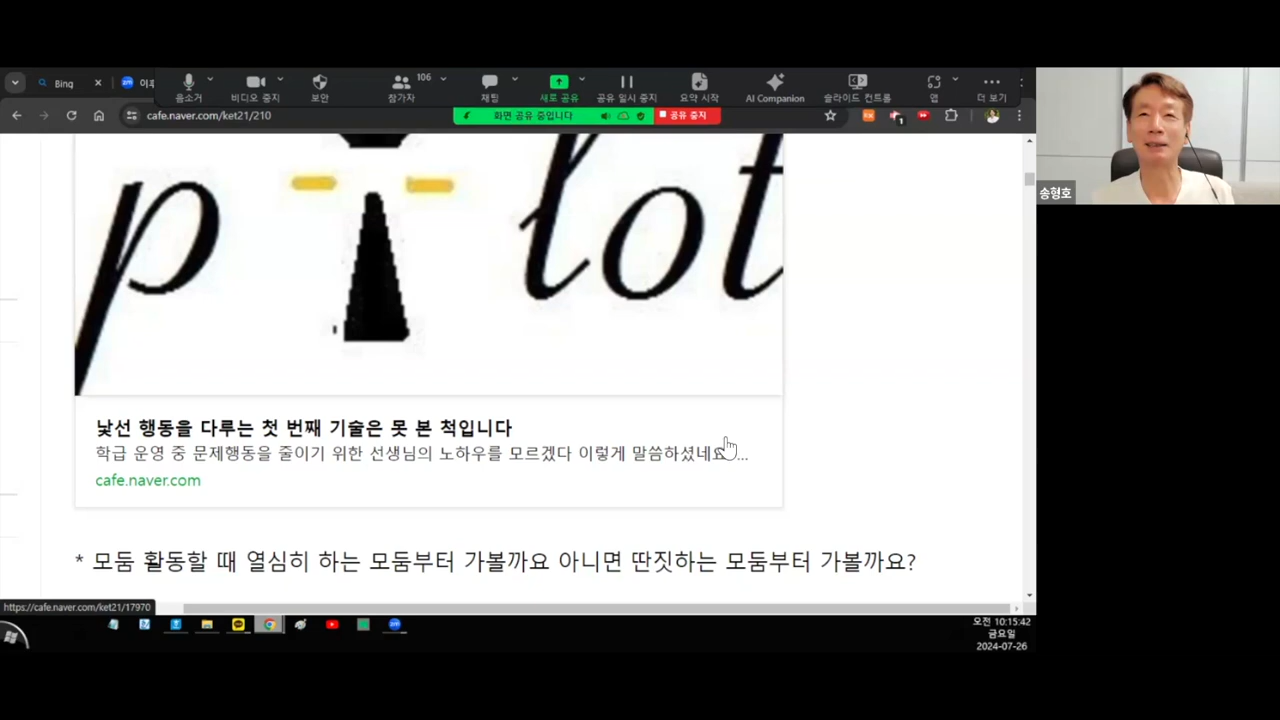 Bing
106
음소거
비디오 중지
보안
참가자
채팅
새로 공유
공유 일시 중지
요약 시작
AI Companion
슬라이드 컨트롤
앱
더 보기
cafe.naver.com/ket21/210
화면 공유 중입니다
공유 중지
송형호
p lot
낯선 행동을 다루는 첫 번째 기술은 못 본 척입니다
학급 운영 중 문제행동을 줄이기 위한 선생님의 노하우를 모르겠다 이렇게 말씀하셨네요...
cafe.naver.com
* 모둠 활동할 때 열심히 하는 모둠부터 가볼까요 아니면 딴짓하는 모둠부터 가볼까요?
https://cafe.naver.com/ket21/17970
오전 10:15:42
금요일
2024-07-26